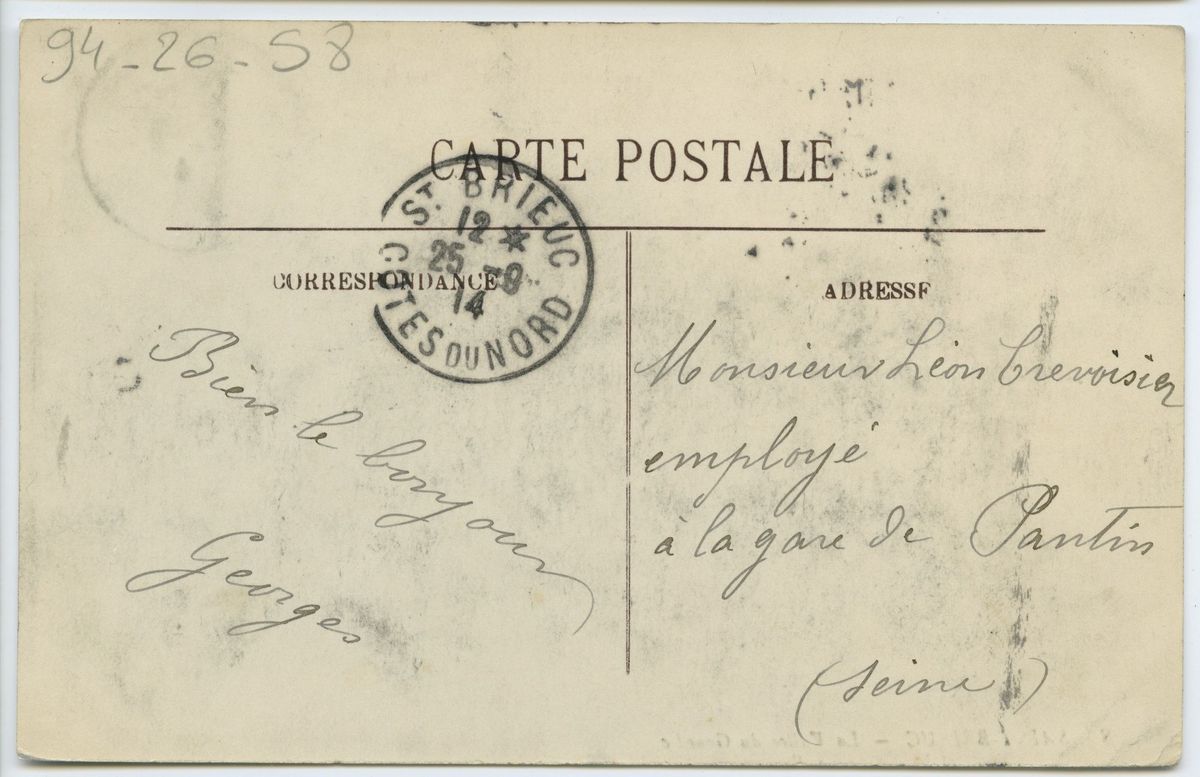 94-26-58
CARTE POSTALE
ST BRIEUC
12 *
25 -9
14
COTES DU NORD
CORRESPONDANCE
ADRESSE
Bien le bonjour
Georges
Monsieur Léon Crevoisier
employé
à la gare de Pantin
(Seine)